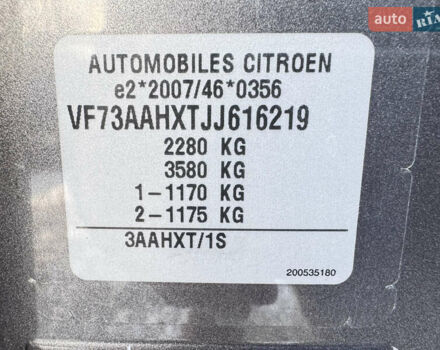 auto RIA
AUTOMOBILES CITROEN
e2*2007/46*0356
VF73AAHXTJJ616219
2280 KG
3580 KG
1-1170 KG
2-1175 KG
3AAHXT/1S
200535180